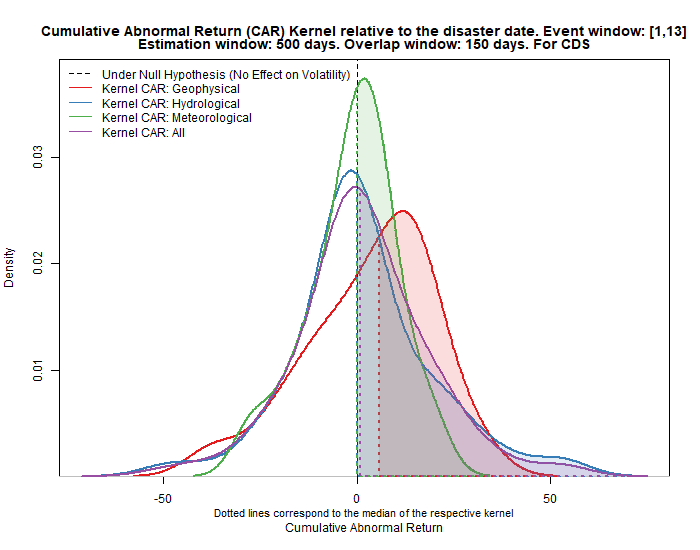 Cumulative Abnormal Return (CAR) Kernel relative to the disaster date. Event window: [1,13]
Estimation window: 500 days. Overlap window: 150 days. For CDS
Under Null Hypothesis (No Effect on Volatility)
Kernel CAR: Geophysical
Kernel CAR: Hydrological
Kernel CAR: Meteorological
Kernel CAR: All
0.03
0.02
0.01
Density
-50 0 50
Dotted lines correspond to the median of the respective kernel
Cumulative Abnormal Return